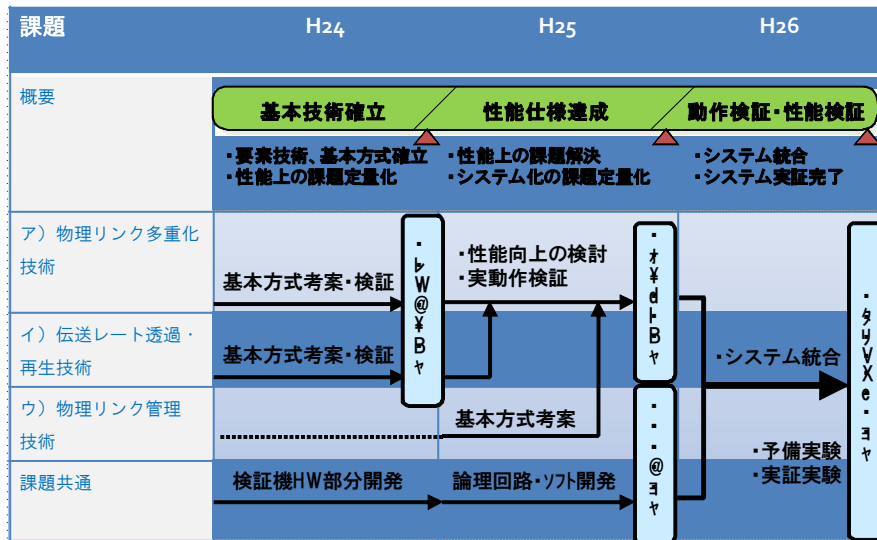 課題 H24 H25 H26
概要
基本技術確立 性能仕様達成 動作検証・性能検証
・要素技術、基本方式確立 ・性能上の課題解決 ・システム統合
・性能上の課題定量化 ・システム化の課題定量化 ・システム実証完了
ア）物理リンク多重化
技術
基本方式考案・検証
・性能向上の検討
・実動作検証
イ）伝送レート透過・
再生技術
基本方式考案・検証
・システム統合
ウ）物理リンク管理
技術
基本方式考案
・予備実験
・実証実験
課題共通
検証機HW部分開発 論理回路・ソフト開発